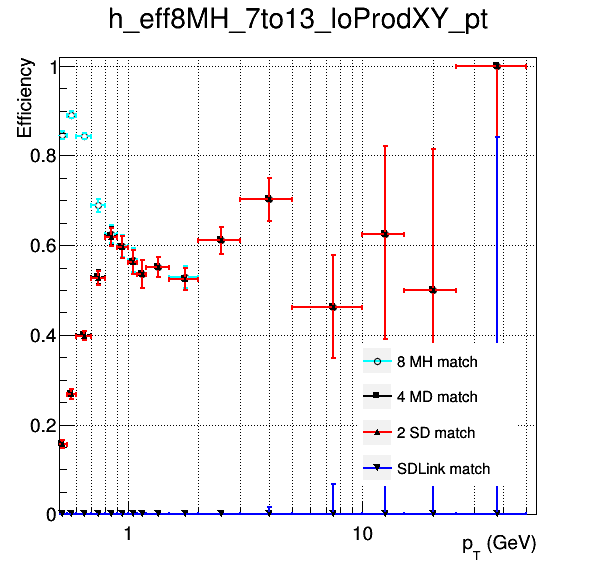 h_eff8MH_7to13_loProdXY_pt
Efficiency
1
0.8
0.6
0.4
0.2
0
8 MH match
4 MD match
2 SD match
SDLink match
1
10
p_T (GeV)